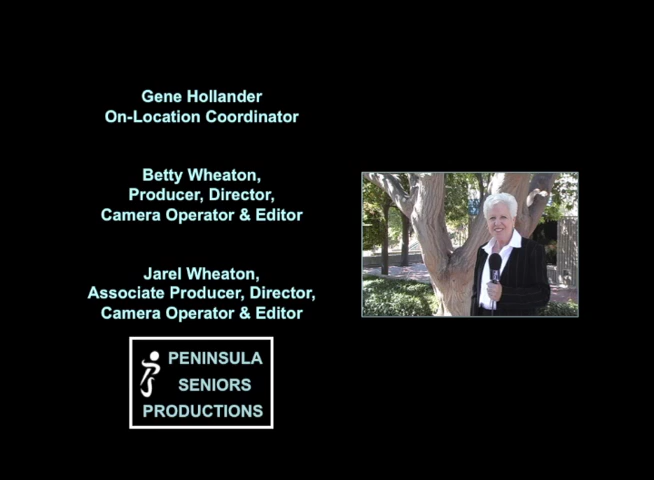 Gene Hollander
On-Location Coordinator
Betty Wheaton,
Producer, Director,
Camera Operator & Editor
Jarel Wheaton,
Associate Producer, Director,
Camera Operator & Editor
PENINSULA
SENIORS
PRODUCTIONS